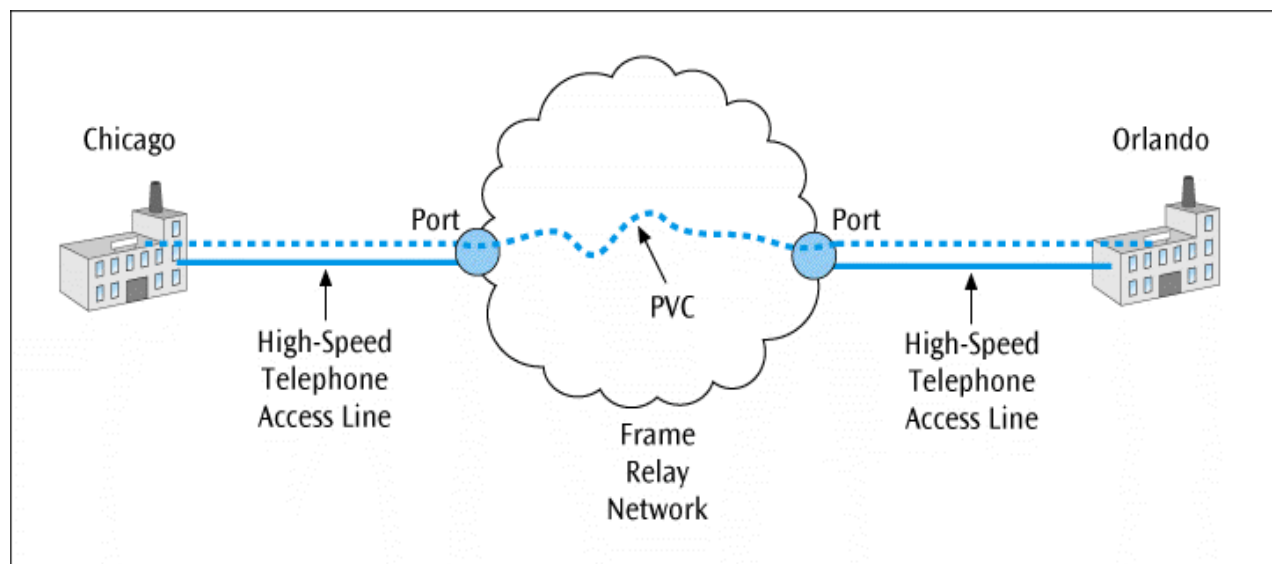 Chicago
Orlando
Port
Port
PVC
High-Speed
Telephone
Access Line
High-Speed
Telephone
Access Line
Frame
Relay
Network